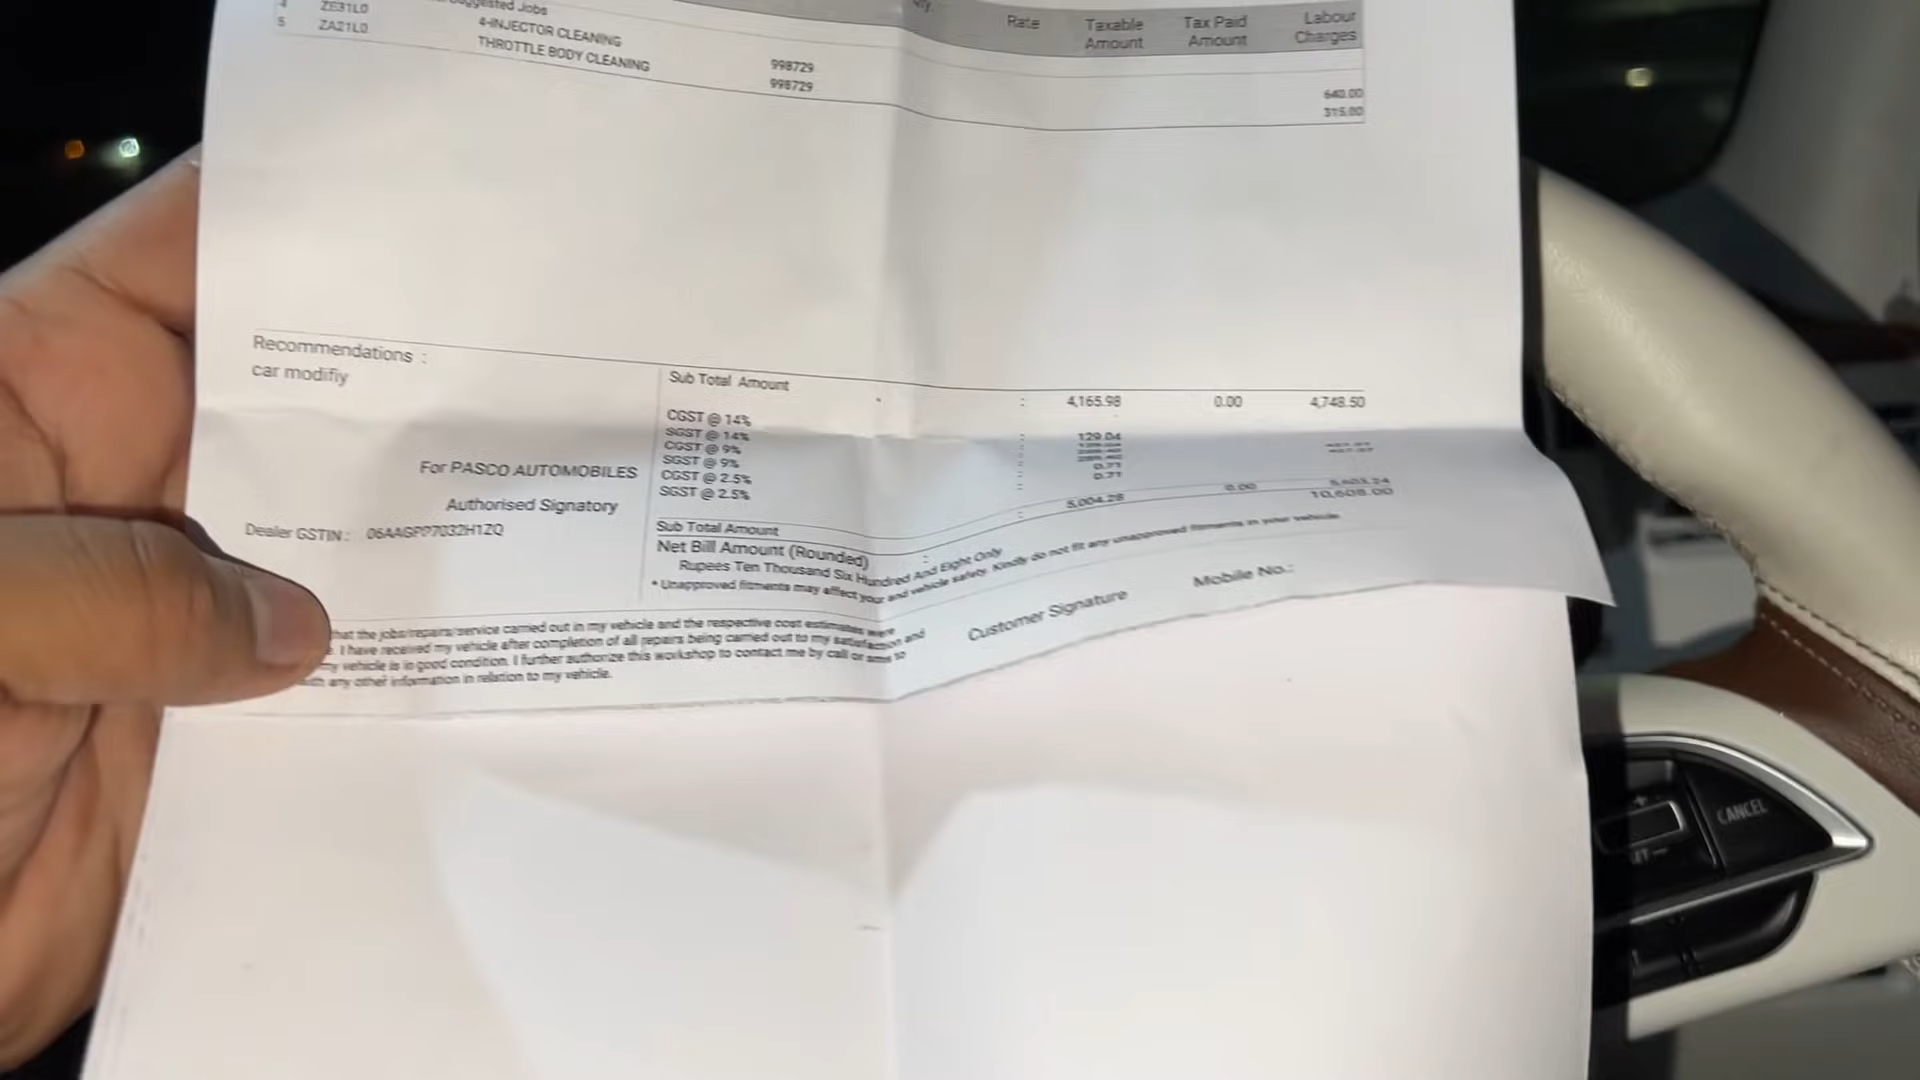 Qty. Rate Taxable Amount Tax Paid Amount Labour Charges
Suggested Jobs
4 ZE31L0 4-INJECTOR CLEANING 998729 640.00
5 ZA21L0 THROTTLE BODY CLEANING 998729 315.00
Recommendations :
car modifiy
Sub Total Amount : 4,165.98 0.00 4,748.50
CGST @ 14% : 129.04
SGST @ 14%
CGST @ 9%
SGST @ 9%
CGST @ 2.5% : 0.71
SGST @ 2.5% : 0.71
For PASCO AUTOMOBILES
Authorised Signatory
Dealer GSTIN :
Sub Total Amount : 5,004.28 0.00 5,603.24
Net Bill Amount (Rounded) : 10,608.00
Rupees Ten Thousand Six Hundred And Eight Only
* Unapproved fitments may affect your and vehicle safety. Kindly do not fit any unapproved fitments in your vehicle
hat the jobs/repairs/service carried out in my vehicle and the respective cost estimates were
. I have received my vehicle after completion of all repairs being carried out to my satisfaction and
my vehicle is in good condition. I further authorize this workshop to contact me by call or sms to
any other information in relation to my vehicle.
Customer Signature Mobile No.:
CANCEL